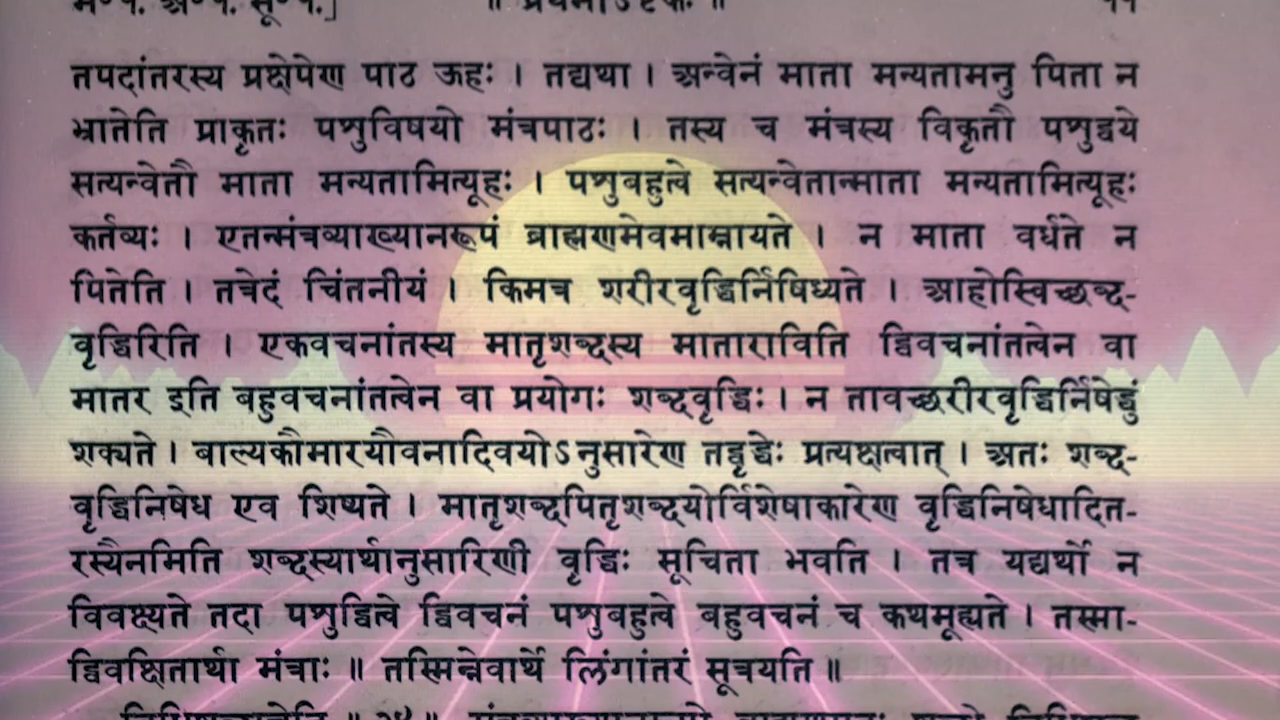 तपदांतरस्य प्रक्षेपेण पाठ ऊहः । तद्यथा । अन्वेनं माता मन्यतामनु पिता न
भ्रातेति प्राकृतः पशुविषयो मंत्रपाठः । तस्य च मंत्रस्य विकृतौ पशुद्वये
सत्यन्वेतौ माता मन्यतामित्यूहः । पशुबहुत्वे सत्यन्वेतान्माता मन्यतामित्यूहः
कर्तव्यः । एतन्मंत्रव्याख्यानरूपं ब्राह्मणमेवमाम्नायते । न माता वर्धते न
पितेति । तत्रेदं चिंतनीयं । किमत्र शरीरवृद्धिर्निषिध्यते । आहोस्विच्छब्द-
वृद्धिरिति । एकवचनांतस्य मातृशब्दस्य मातराविति द्विवचनांतत्वेन वा
मातर इति बहुवचनांतत्वेन वा प्रयोगः शब्दवृद्धिः । न तावच्छरीरवृद्धिर्निषेद्धुं
शक्यते । बाल्यकौमारयौवनादिवयोऽनुसारेण तद्वृद्धेः प्रत्यक्षत्वात् । अतः शब्द-
वृद्धिनिषेध एव शिष्यते । मातृशब्दपितृशब्दयोर्विशेषाकारेण वृद्धिनिषेधादित-
रस्यैनमिति शब्दस्यार्थानुसारिणी वृद्धिः सूचिता भवति । तत्र यद्यर्थो न
विवक्ष्यते तदा पशुद्वित्वे द्विवचनं पशुबहुत्वे बहुवचनं च कथमूह्यते । तस्मा-
द्विवक्षितार्था मंत्राः ॥ तस्मिन्नेवार्थे लिंगांतरं सूत्रयति ॥